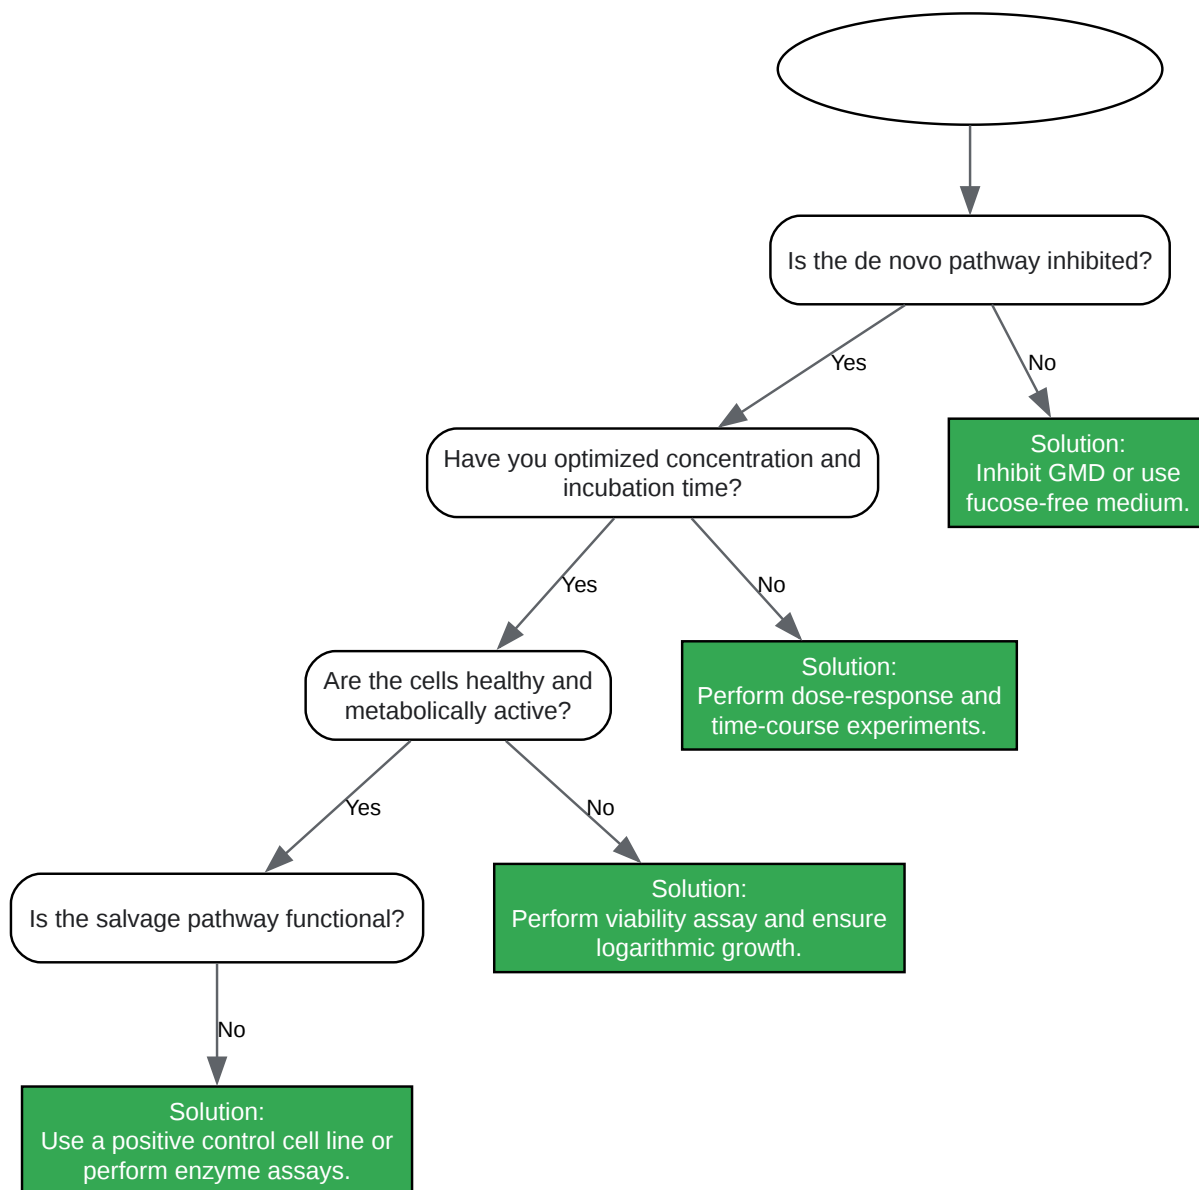 Is the de novo pathway inhibited?
Yes
No
Have you optimized concentration and
incubation time?
Solution:
Inhibit GMD or use
fucose-free medium.
Yes
No
Are the cells healthy and
metabolically active?
Solution:
Perform dose-response and
time-course experiments.
Yes
No
Is the salvage pathway functional?
Solution:
Perform viability assay and ensure
logarithmic growth.
No
Solution:
Use a positive control cell line or
perform enzyme assays.